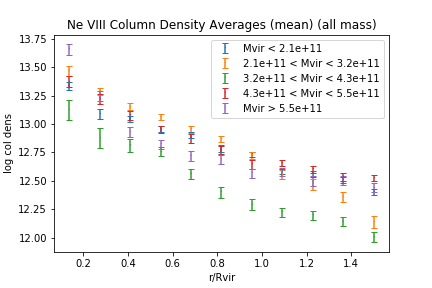 Ne VIII Column Density Averages (mean) (all mass)
log col dens
13.75
13.50
13.25
13.00
12.75
12.50
12.25
12.00
Mvir < 2.1e+11
2.1e+11 < Mvir < 3.2e+11
3.2e+11 < Mvir < 4.3e+11
4.3e+11 < Mvir < 5.5e+11
Mvir > 5.5e+11
0.2 0.4 0.6 0.8 1.0 1.2 1.4
r/Rvir